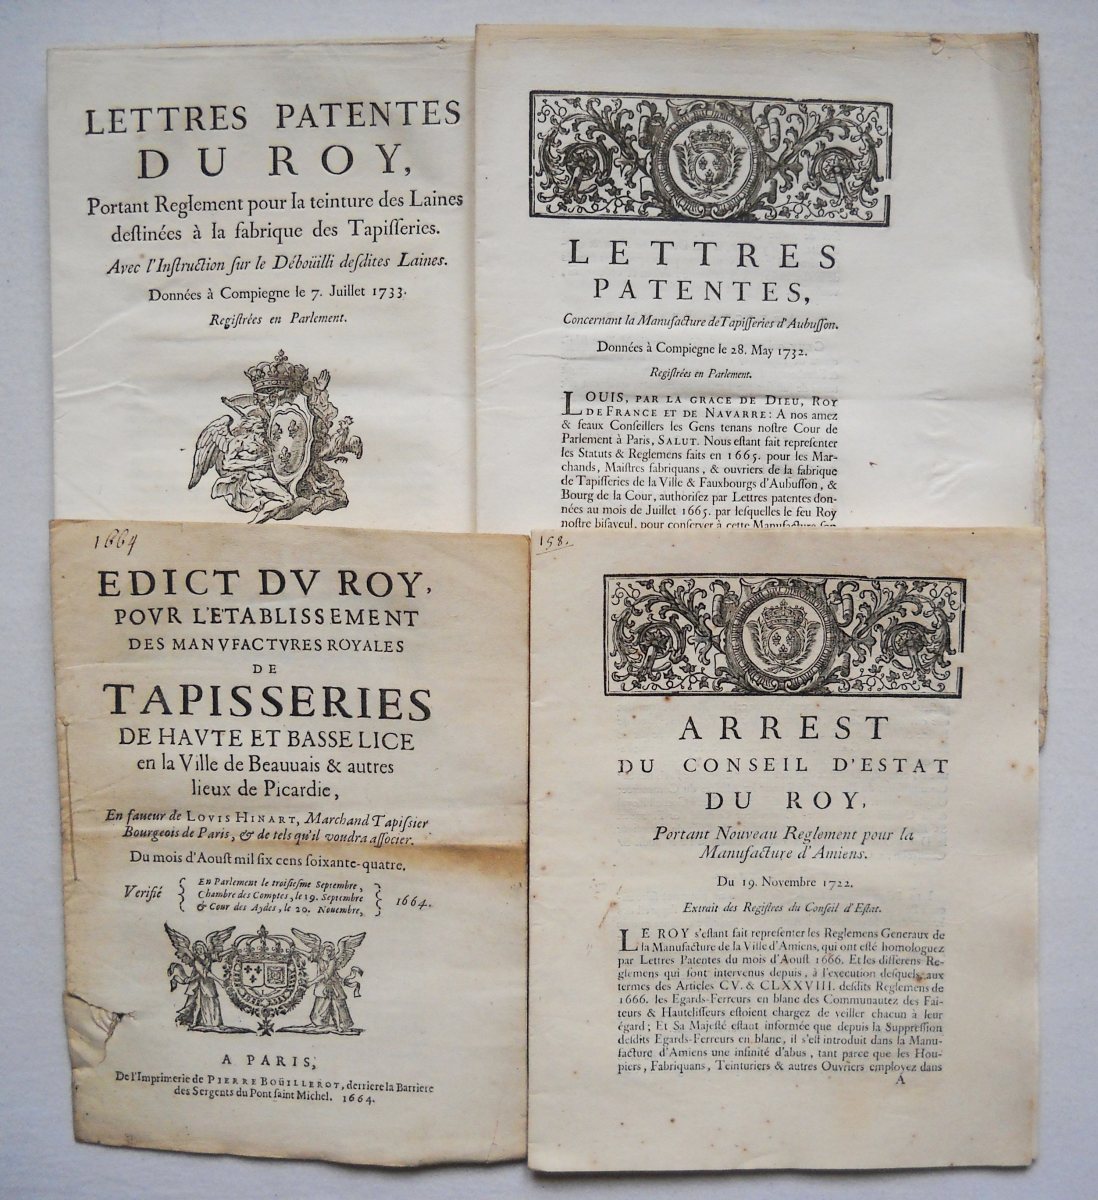 LETTRES PATENTES
DU ROY,
Portant Reglement pour la teinture des Laines
deſtinées à la fabrique des Tapiſſeries.
Avec l'Inſtruction ſur le Déboüilli deſdites Laines.
Données à Compiegne le 7. Juillet 1733.
Regiſtrées en Parlement.
LETTRES
PATENTES,
Concernant la Manufacture de Tapiſſeries d'Aubuſſon.
Données à Compiegne le 28. May 1732.
Regiſtrées en Parlement.
LOUIS, PAR LA GRACE DE DIEU, ROY
DE FRANCE ET DE NAVARRE: A nos amez
& feaux Conſeillers les Gens tenans noſtre Cour de
Parlement à Paris, SALUT. Nous eſtant fait repreſenter
les Statuts & Reglemens faits en 1665. pour les Mar-
chands, Maiſtres fabriquans, & ouvriers de la fabrique
de Tapiſſeries de la Ville & Fauxbourgs d'Aubuſſon, &
Bourg de la Cour, authoriſez par Lettres patentes don-
nées au mois de Juillet 1665. par leſquelles le feu Roy
noſtre biſayeul, pour conſerver à cette Manufacture ſon
1664
EDICT DV ROY,
POVR L'ETABLISSEMENT
DES MANVFACTVRES ROYALES
DE
TAPISSERIES
DE HAVTE ET BASSE LICE
en la Ville de Beauuais & autres
lieux de Picardie,
En faueur de LOVIS HINART, Marchand Tapiſſier
Bourgeois de Paris, & de tels qu'il voudra aſſocier.
Du mois d'Aouſt mil ſix cens ſoixante-quatre.
Verifié { En Parlement le troiſieſme Septembre,
Chambre des Comptes, le 19. Septembre
& Cour des Aydes, le 20. Nouembre, } 1664.
A PARIS,
De l'Imprimerie de PIERRE BOÜILLEROT, derriere la Barriere
des Sergents du Pont ſaint Michel. 1664.
158.
ARREST
DU CONSEIL D'ESTAT
DU ROY,
Portant Nouveau Reglement pour la
Manufacture d'Amiens.
Du 19. Novembre 1722.
Extrait des Regiſtres du Conſeil d'Eſtat.
LE ROY s'eſtant fait repreſenter les Reglemens Generaux de
la Manufacture de la Ville d'Amiens, qui ont eſté homologuez
par Lettres Patentes du mois d'Aouſt 1666. Et les differens Re-
glemens qui ſont intervenus depuis, à l'execution deſquels, aux
termes des Articles CV. & CLXXVIII. deſdits Reglemens de
1666. les Egards-Ferreurs en blanc des Communautez des Fai-
teurs & Hautelifſeurs eſtoient chargez de veiller chacun à leur
égard; Et Sa Majeſté eſtant informée que depuis la Suppreſſion
deſdits Egards-Ferreurs en blanc, il s'eſt introduit dans la Manu-
facture d'Amiens une infinité d'abus, tant parce que les Hou-
piers, Fabriquans, Teinturiers & autres Ouvriers employez dans
A